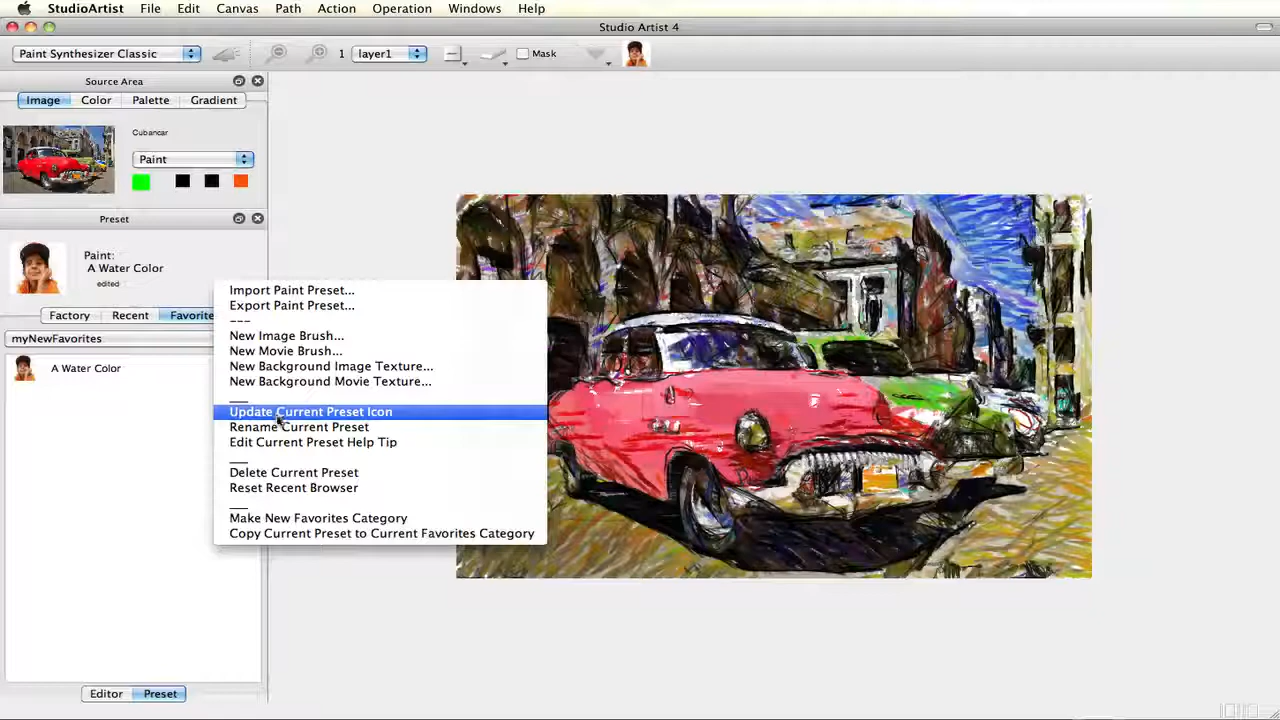 StudioArtist File Edit Canvas Path Action Operation Windows Help
Studio Artist 4
Paint Synthesizer Classic 1 layer1 Mask
Source Area
Image Color Palette Gradient
Cubancar
Paint
Preset
Paint:
A Water Color
edited
Factory Recent Favorite
myNewFavorites
A Water Color
Import Paint Preset...
Export Paint Preset...
---
New Image Brush...
New Movie Brush...
New Background Image Texture...
New Background Movie Texture...
Update Current Preset Icon
Rename Current Preset
Edit Current Preset Help Tip
Delete Current Preset
Reset Recent Browser
Make New Favorites Category
Copy Current Preset to Current Favorites Category
Editor Preset